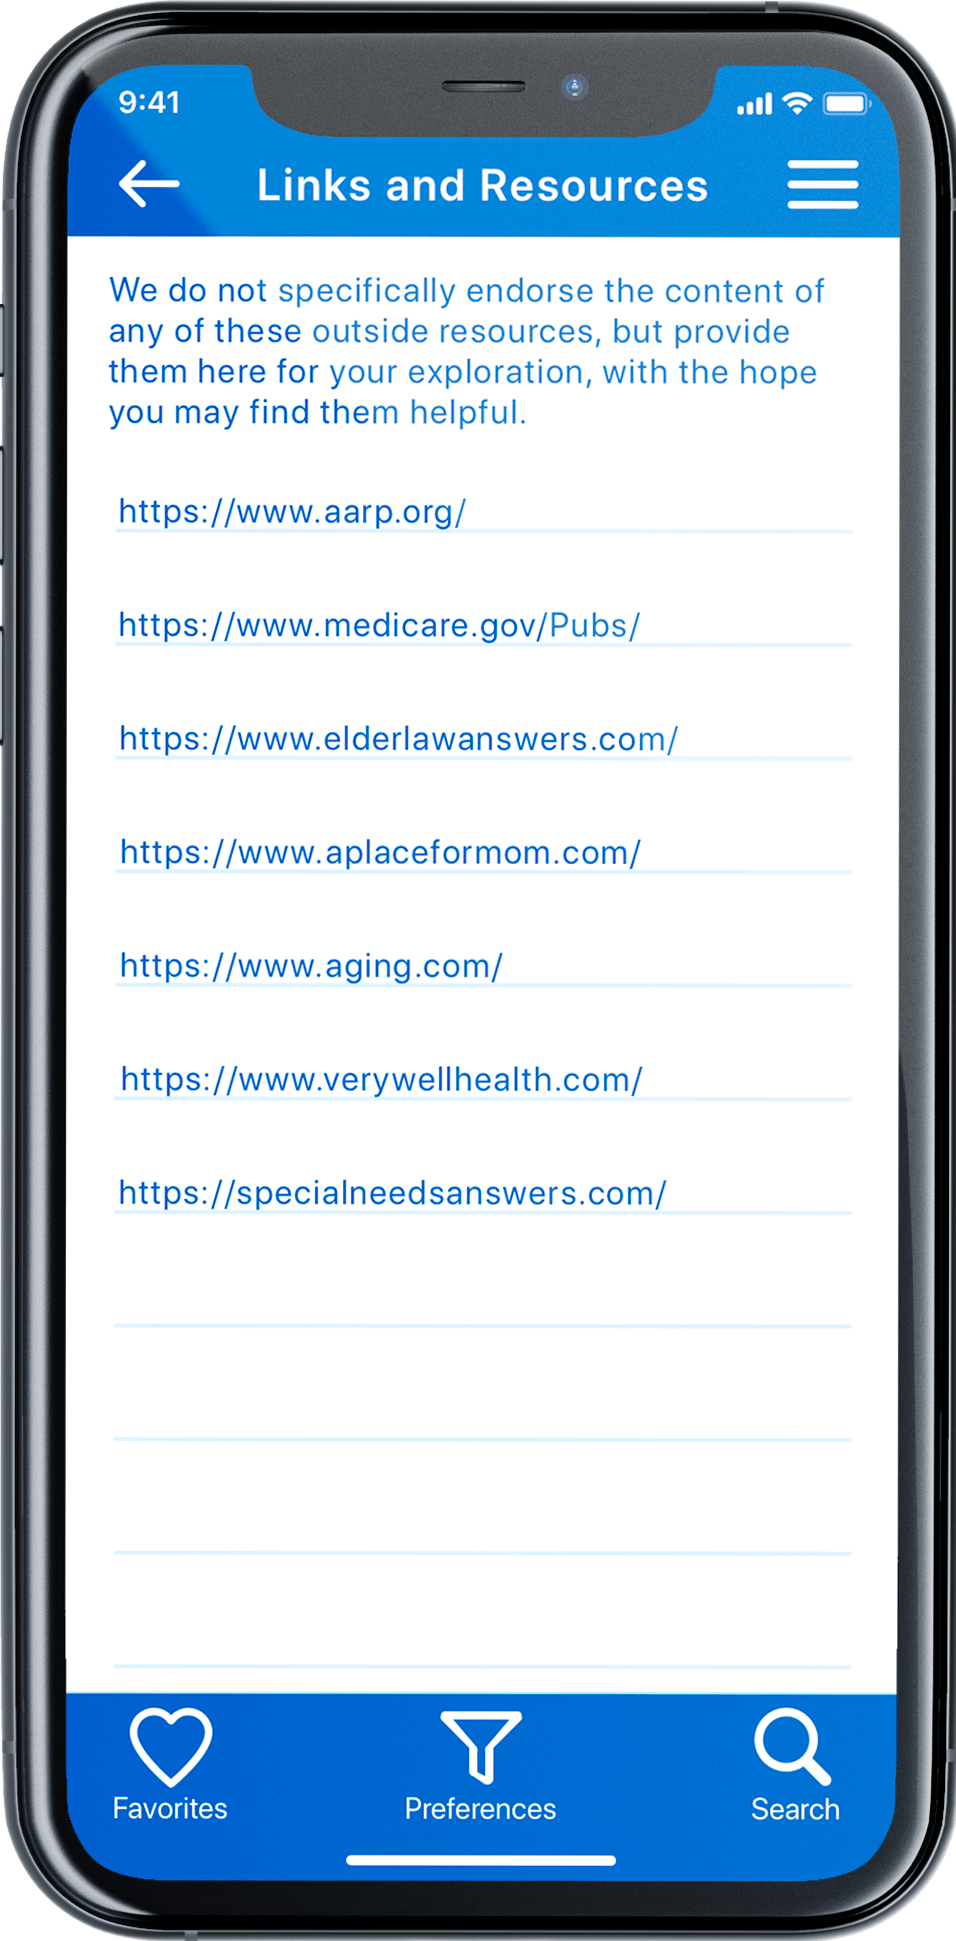 9:41
Links and Resources
We do not specifically endorse the content of
any of these outside resources, but provide
them here for your exploration, with the hope
you may find them helpful.
https://www.aarp.org/
https://www.medicare.gov/Pubs/
https://www.elderlawanswers.com/
https://www.aplaceformom.com/
https://www.aging.com/
https://www.verywellhealth.com/
https://specialneedsanswers.com/
Favorites
Preferences
Search